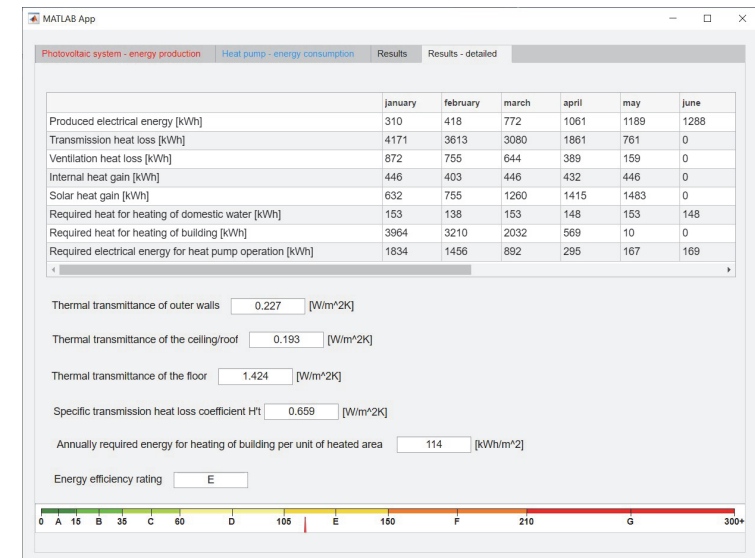 MATLAB App
Photovoltaic system - energy production Heat pump - energy consumption Results Results - detailed
january february march april may june
Produced electrical energy [kWh] 310 418 772 1061 1189 1288
Transmission heat loss [kWh] 4171 3613 3080 1861 761 0
Ventilation heat loss [kWh] 872 755 644 389 159 0
Internal heat gain [kWh] 446 403 446 432 446 0
Solar heat gain [kWh] 632 755 1260 1415 1483 0
Required heat for heating of domestic water [kWh] 153 138 153 148 153 148
Required heat for heating of building [kWh] 3964 3210 2032 569 10 0
Required electrical energy for heat pump operation [kWh] 1834 1456 892 295 167 169
Thermal transmittance of outer walls 0.227 [W/m^2K]
Thermal transmittance of the ceiling/roof 0.193 [W/m^2K]
Thermal transmittance of the floor 1.424 [W/m^2K]
Specific transmission heat loss coefficient H't 0.659 [W/m^2K]
Annually required energy for heating of building per unit of heated area 114 [kWh/m^2]
Energy efficiency rating E
0 A 15 B 35 C 60 D 105 E 150 F 210 G 300+